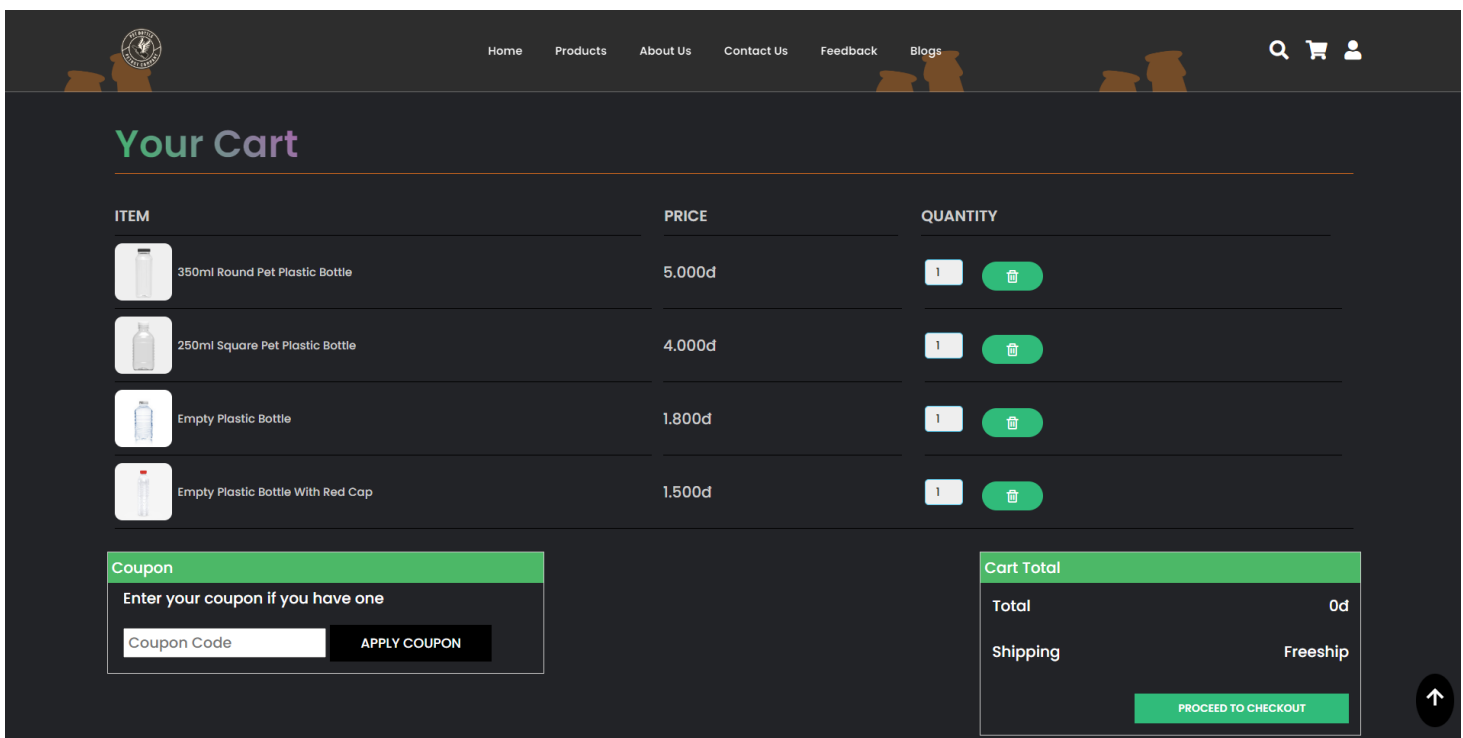 PET BOTTLE
Home Products About Us Contact Us Feedback Blogs
Your Cart
ITEM PRICE QUANTITY
350ml Round Pet Plastic Bottle 5.000đ 1
250ml Square Pet Plastic Bottle 4.000đ 1
Empty Plastic Bottle 1.800đ 1
Empty Plastic Bottle With Red Cap 1.500đ 1
Coupon
Enter your coupon if you have one
Coupon Code APPLY COUPON
Cart Total
Total 0đ
Shipping Freeship
PROCEED TO CHECKOUT